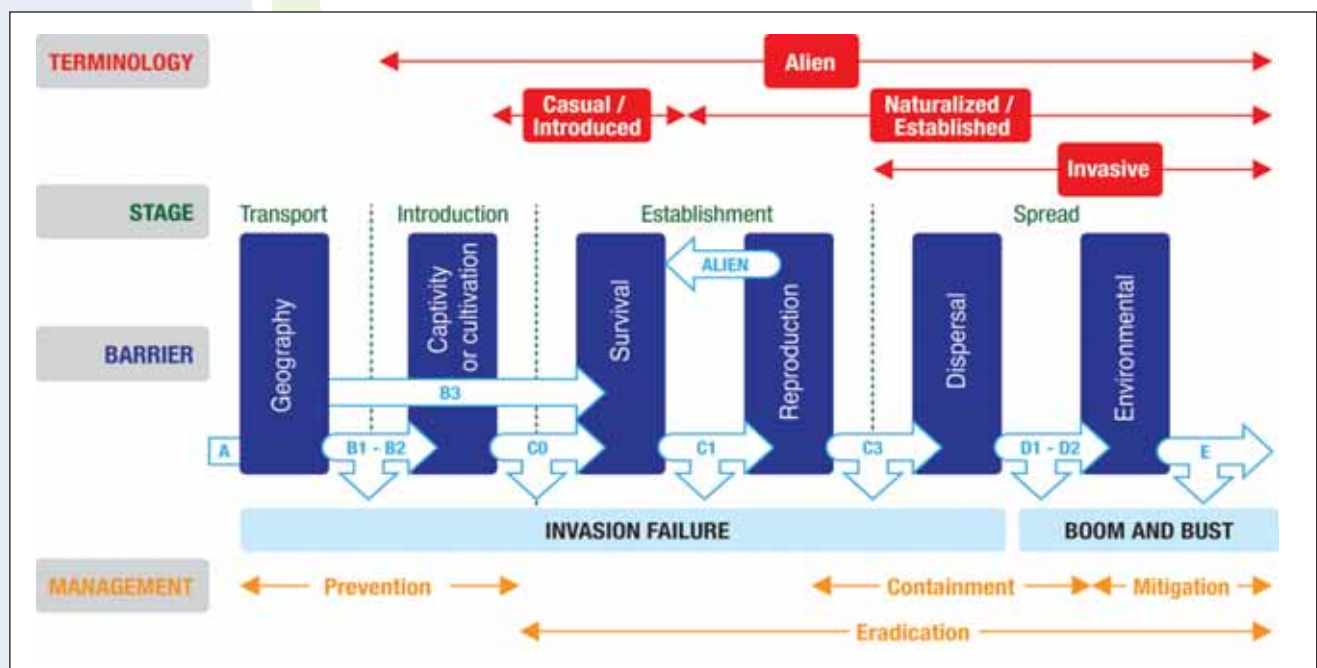 TERMINOLOGY
Alien
Casual /
Introduced
Naturalized /
Established
Invasive
STAGE
Transport
Introduction
Establishment
Spread
BARRIER
Geography
Captivity
or cultivation
Survival
Reproduction
Dispersal
Environmental
ALIEN
B3
A
B1 - B2
C0
C1
C3
D1 - D2
E
INVASION FAILURE
BOOM AND BUST
MANAGEMENT
Prevention
Containment
Mitigation
Eradication